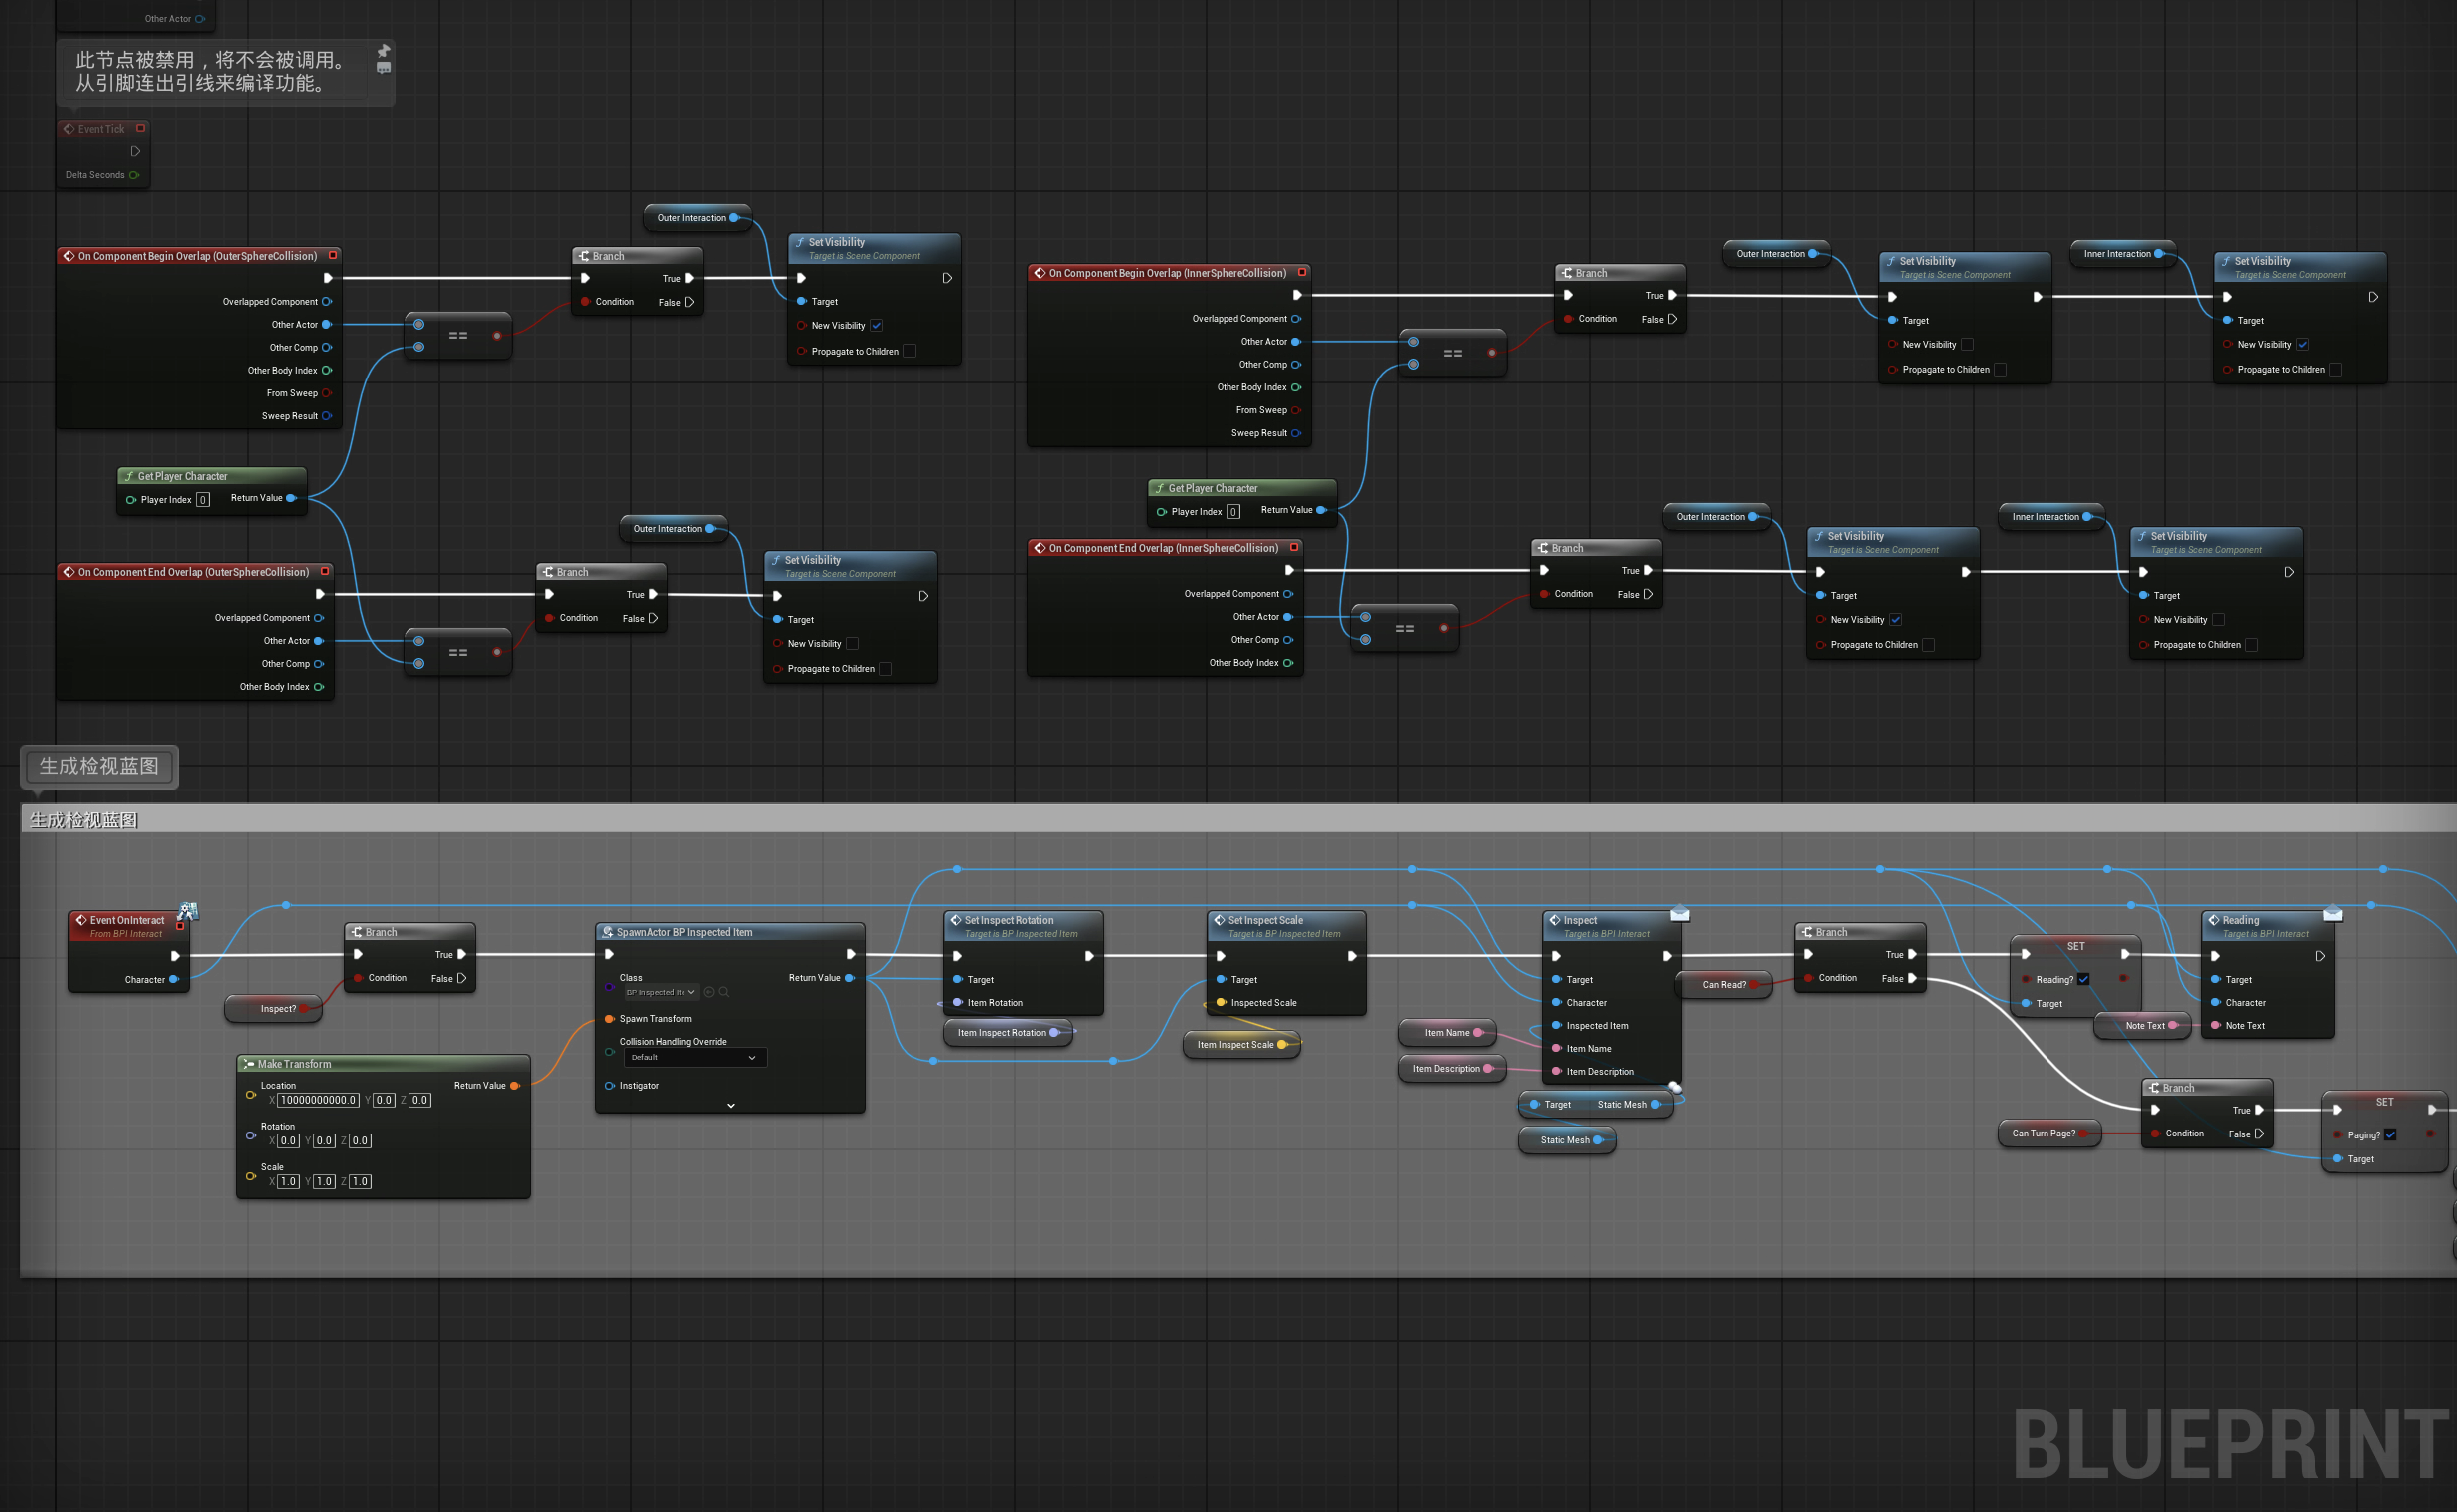 Other Actor
此节点被禁用，将不会被调用。
从引脚连出引线来编译功能。
Event Tick
Delta Seconds
On Component Begin Overlap (OuterSphereCollision)
Overlapped Component
Other Actor
Other Comp
Other Body Index
From Sweep
Sweep Result
==
Branch
True
Condition
False
Outer Interaction
Set Visibility
Target is Scene Component
Target
New Visibility
Propagate to Children
Get Player Character
Player Index 0
Return Value
On Component End Overlap (OuterSphereCollision)
Overlapped Component
Other Actor
Other Comp
Other Body Index
==
Branch
True
Condition
False
Outer Interaction
Set Visibility
Target is Scene Component
Target
New Visibility
Propagate to Children
On Component Begin Overlap (InnerSphereCollision)
Overlapped Component
Other Actor
Other Comp
Other Body Index
From Sweep
Sweep Result
==
Branch
True
Condition
False
Outer Interaction
Set Visibility
Target is Scene Component
Target
New Visibility
Propagate to Children
Inner Interaction
Set Visibility
Target is Scene Component
Target
New Visibility
Propagate to Children
Get Player Character
Player Index 0
Return Value
On Component End Overlap (InnerSphereCollision)
Overlapped Component
Other Actor
Other Comp
Other Body Index
==
Branch
True
Condition
False
Outer Interaction
Set Visibility
Target is Scene Component
Target
New Visibility
Propagate to Children
Inner Interaction
Set Visibility
Target is Scene Component
Target
New Visibility
Propagate to Children
生成检视蓝图
生成检视蓝图
Event OnInteract
From BPI Interact
Character
Inspect?
Branch
True
Condition
False
Make Transform
Location
Return Value
X 10000000000.0 Y 0.0 Z 0.0
Rotation
X 0.0 Y 0.0 Z 0.0
Scale
X 1.0 Y 1.0 Z 1.0
SpawnActor BP Inspected Item
Class
Return Value
BP Inspected Ite
Spawn Transform
Collision Handling Override
Default
Instigator
Set Inspect Rotation
Target is BP Inspected Item
Target
Item Rotation
Item Inspect Rotation
Set Inspect Scale
Target is BP Inspected Item
Target
Inspected Scale
Item Inspect Scale
Inspect
Target is BPI Interact
Target
Character
Inspected Item
Item Name
Item Description
Item Name
Item Description
Target
Static Mesh
Static Mesh
Can Read?
Branch
True
Condition
False
SET
Reading?
Target
Note Text
Reading
Target is BPI Interact
Target
Character
Note Text
Can Turn Page?
Branch
True
Condition
False
SET
Paging?
Target
BLUEPRINT